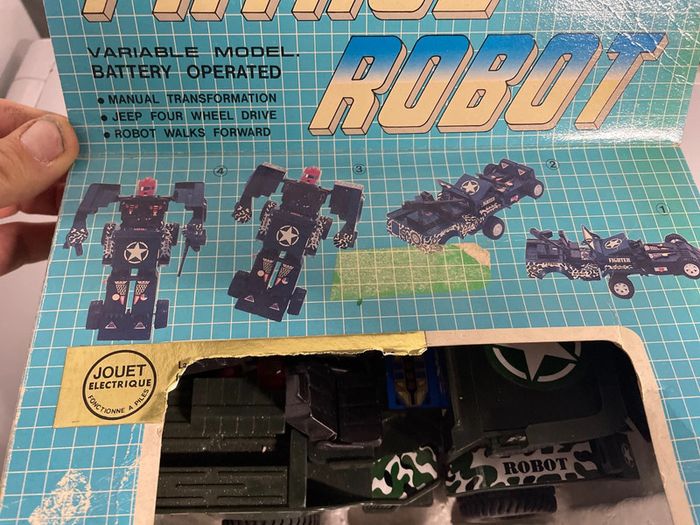 PATROL
ROBOT
VARIABLE MODEL.
BATTERY OPERATED
• MANUAL TRANSFORMATION
• JEEP FOUR WHEEL DRIVE
• ROBOT WALKS FORWARD
④
③
②
①
FIGHTER
JOUET
ELECTRIQUE
FONCTIONNE A PILES
ROBOT